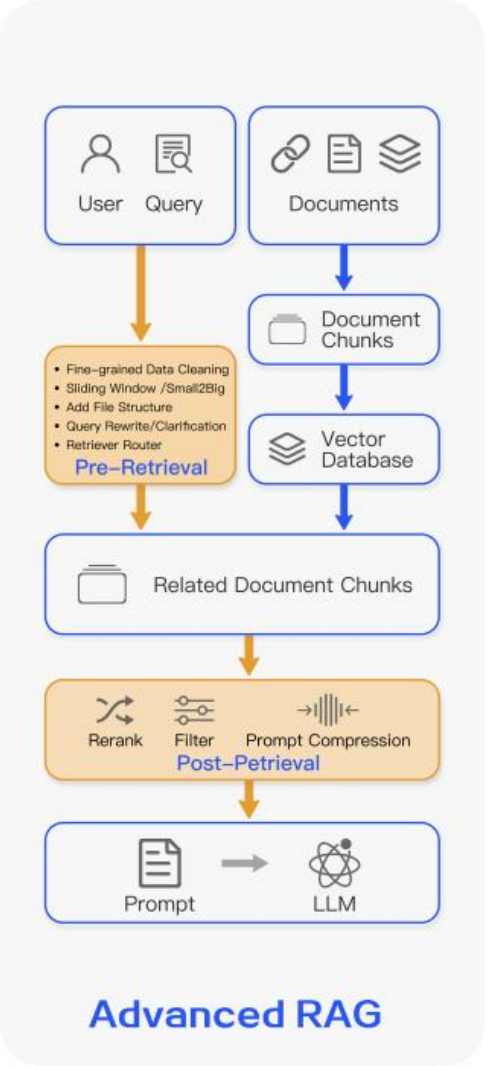 User Query
Documents
Document
Chunks
• Fine-grained Data Cleaning
• Sliding Window /Small2Big
• Add File Structure
• Query Rewrite/Clarification
• Retriever Router
Pre-Retrieval
Vector
Database
Related Document Chunks
Rerank Filter Prompt Compression
Post-Petrieval
Prompt LLM
Advanced RAG